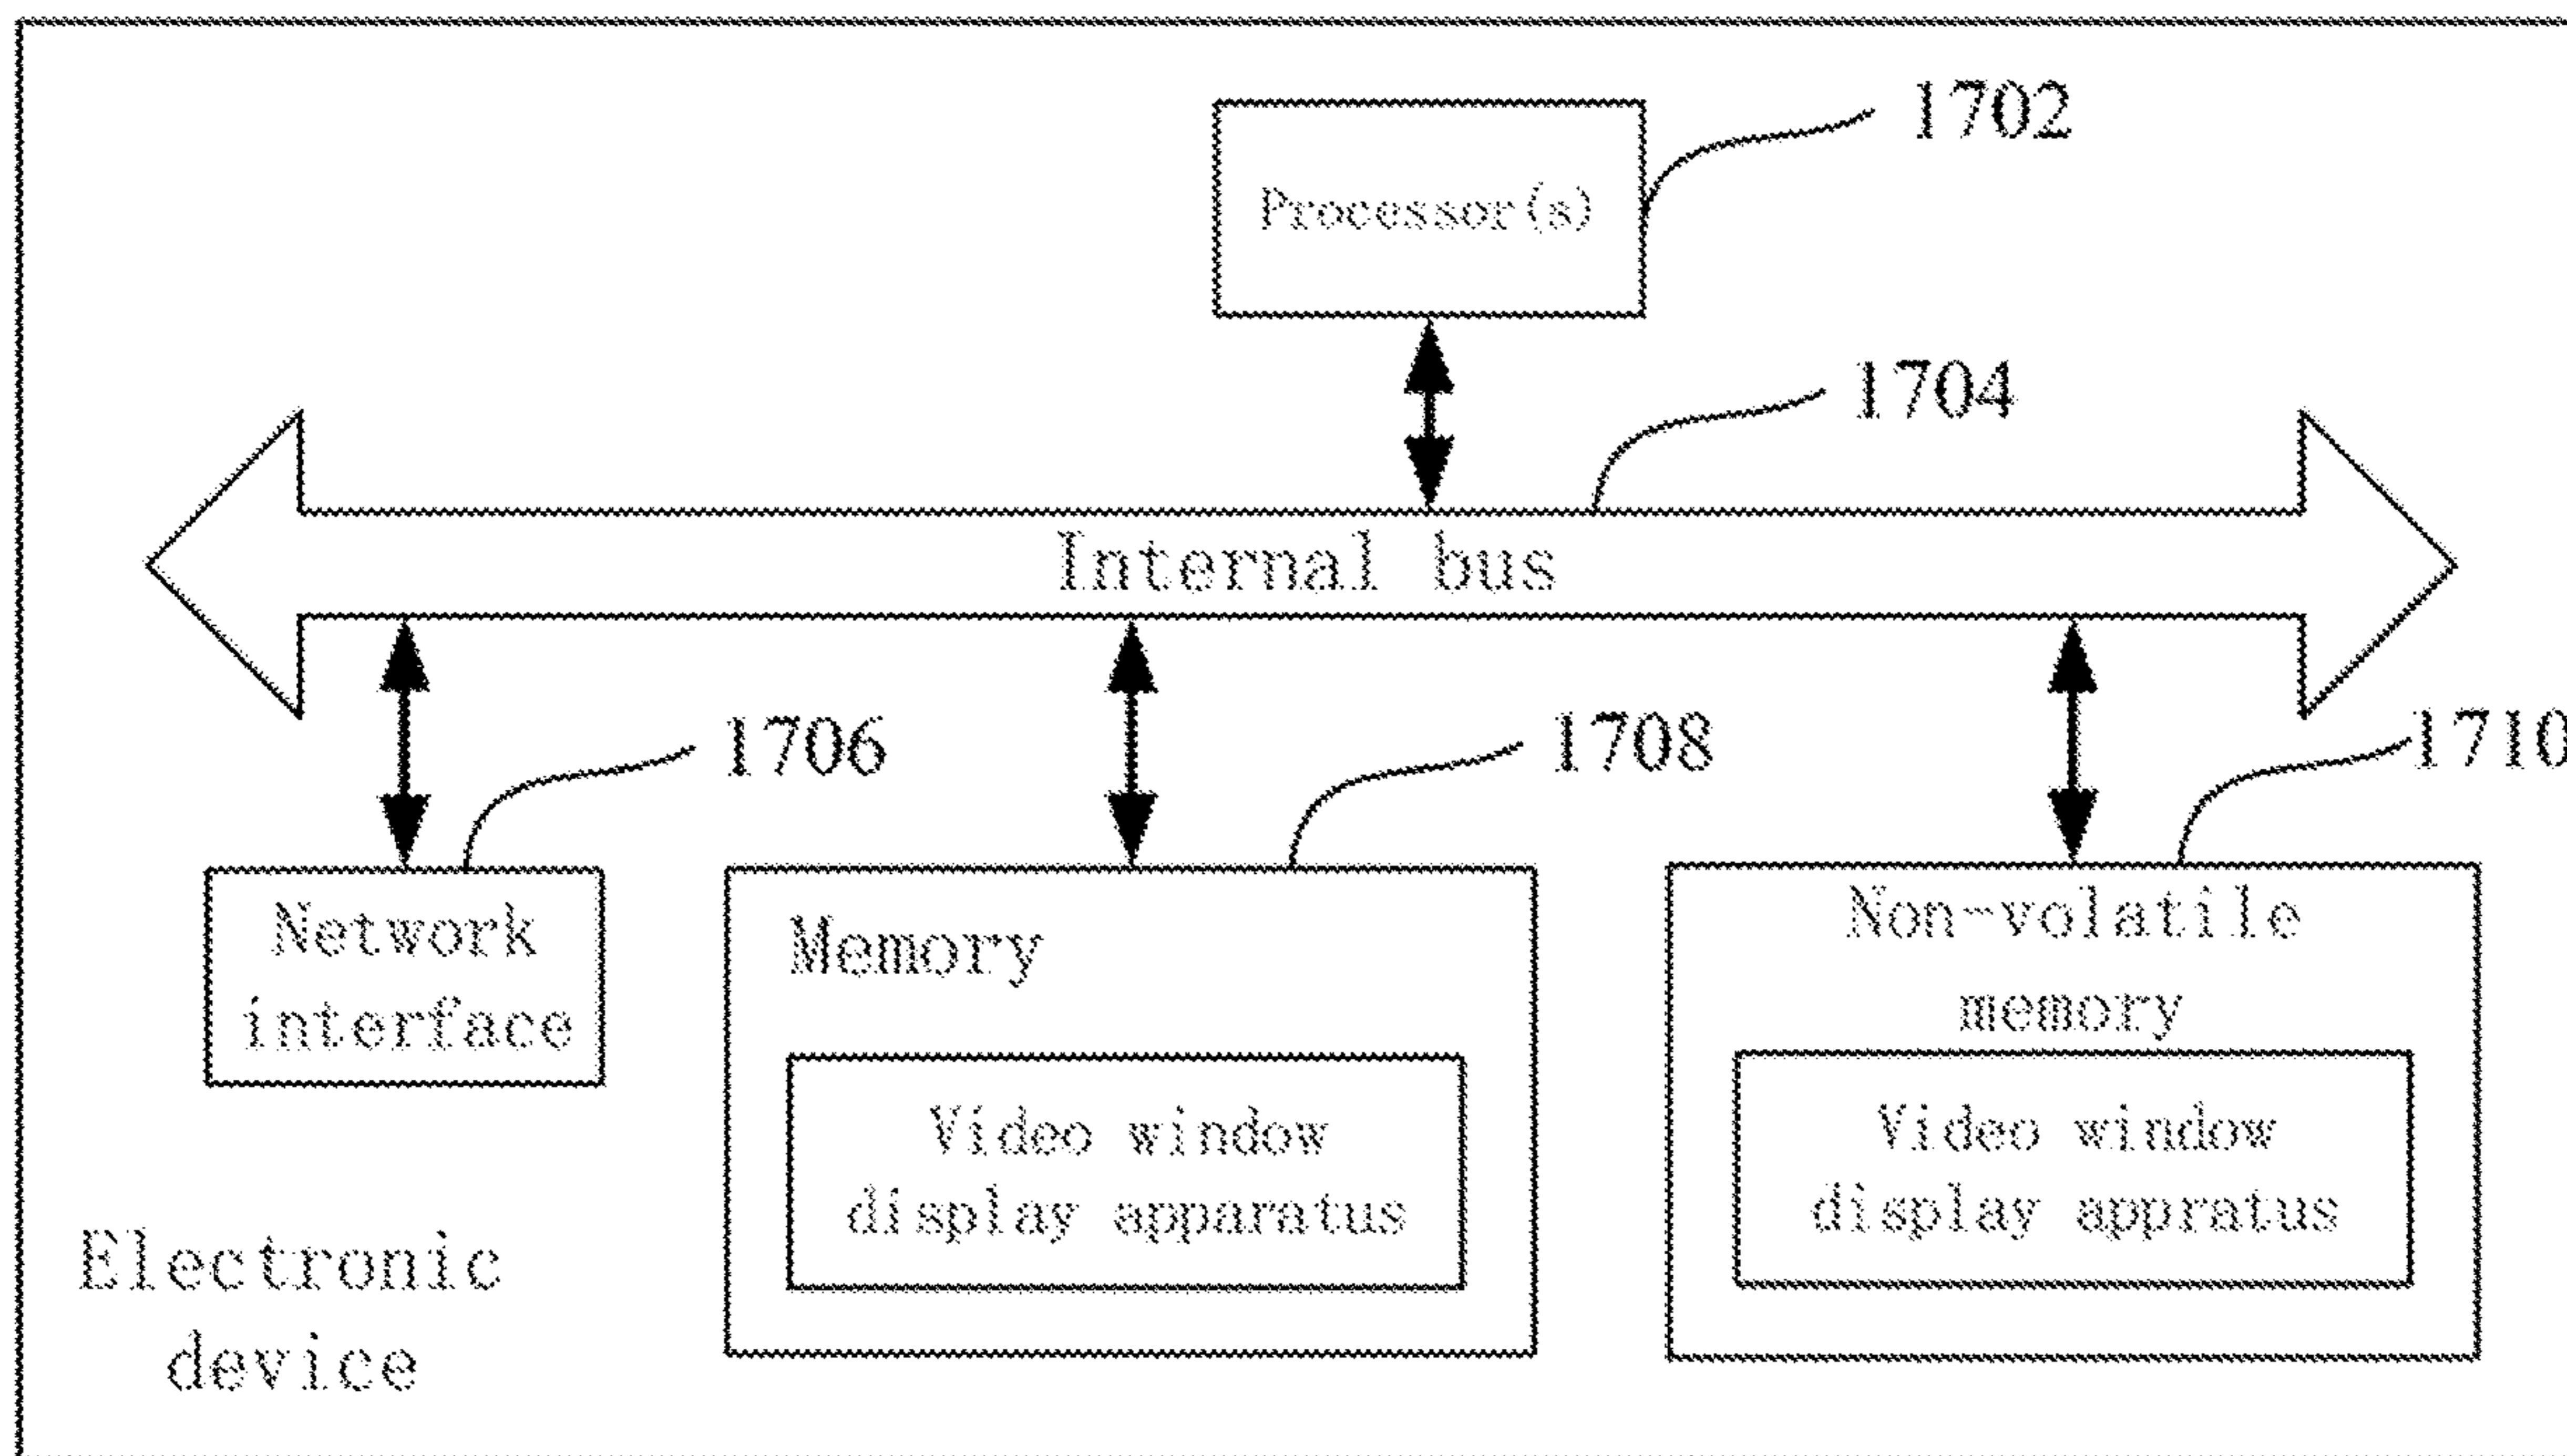 1702
Processor(s)
1704
Internal bus
1706
1708
1710
Network
interface
Memory
Video window
display apparatus
Non-volatile
memory
Video window
display appratus
Electronic
device